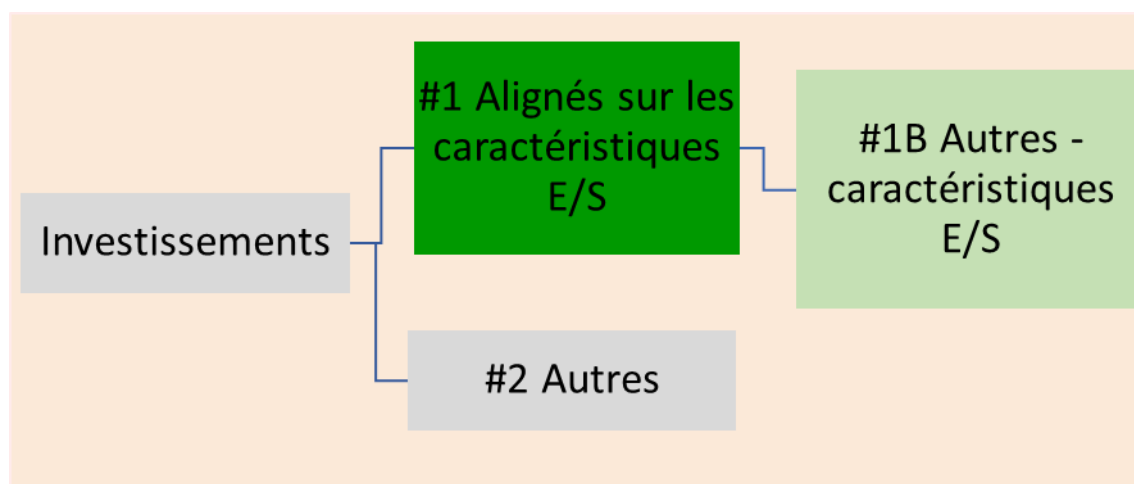 #1 Alignés sur les
caractéristiques
E/S
#1B Autres -
caractéristiques
E/S
Investissements
#2 Autres